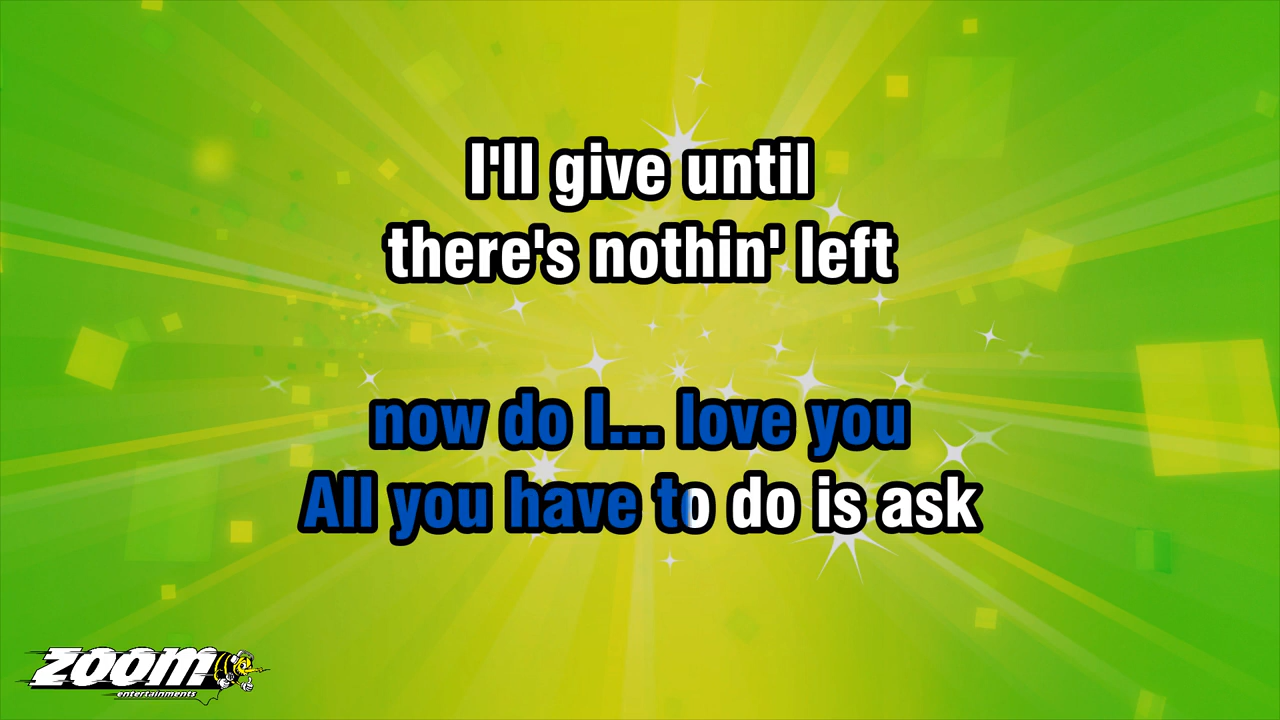 I'll give until
there's nothin' left
now do I... love you
All you have to do is ask
ZOOM
entertainments